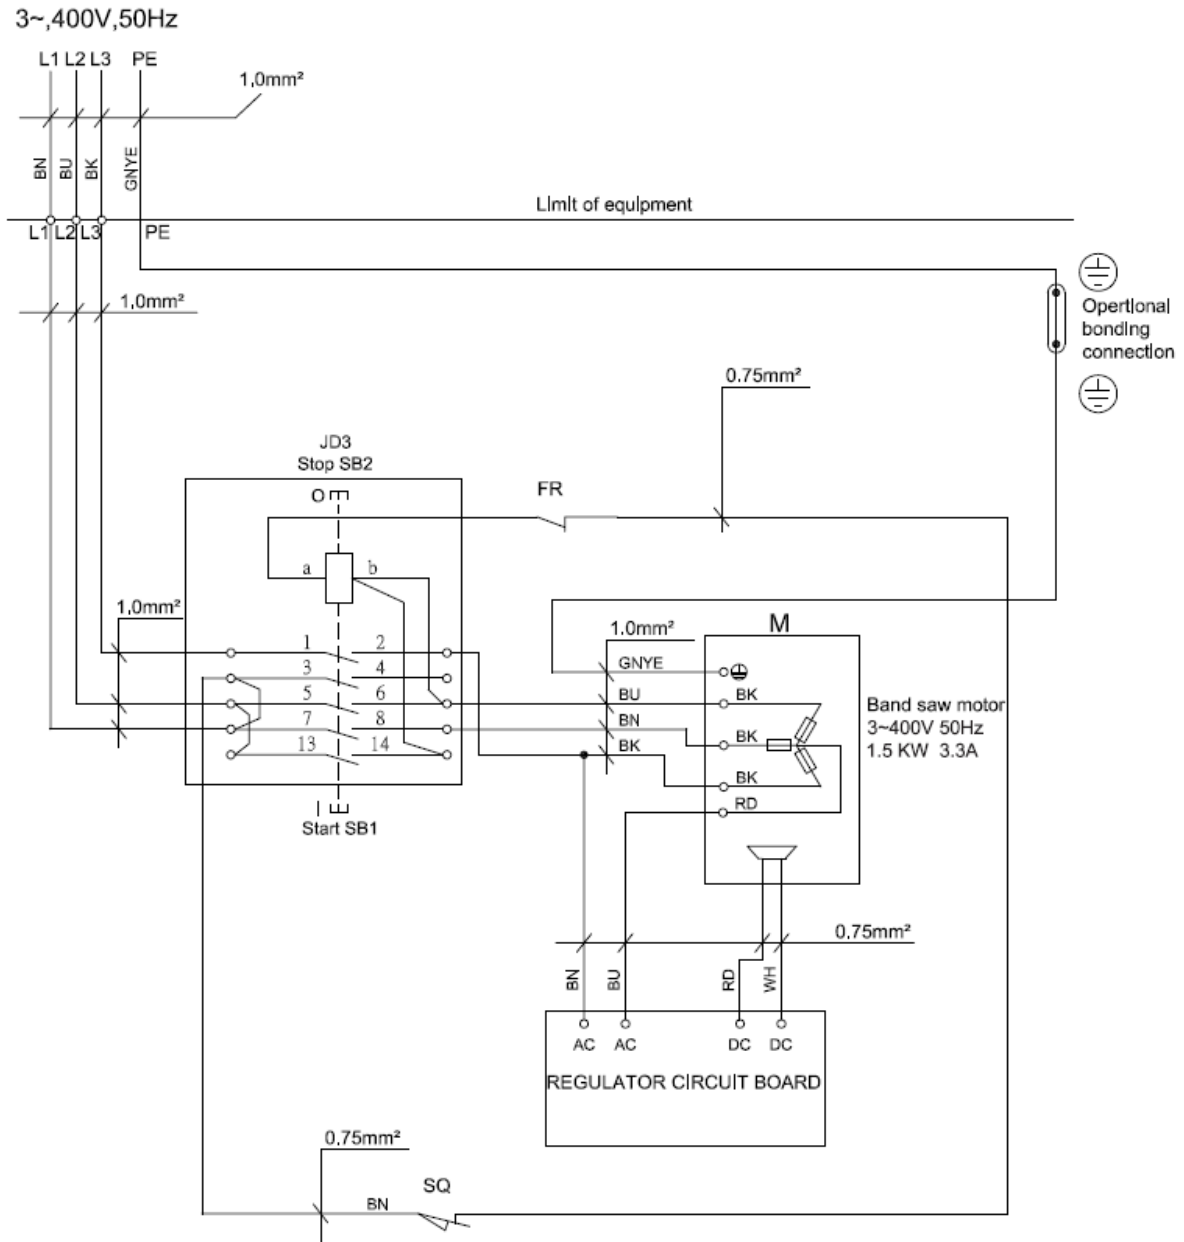 3~,400V,50Hz
L1 L2 L3 PE
1,0mm²
BN BU BK GNYE
Limit of equipment
L1 L2 L3 PE
1,0mm²
Opertional
bonding
connection
0.75mm²
JD3
Stop SB2
O
FR
a b
1,0mm²
1.0mm²
M
1 2
3 4
5 6
7 8
13 14
GNYE
BU BK
BN
BK BK
BK
RD
Band saw motor
3~400V 50Hz
1.5 KW 3.3A
I
Start SB1
0.75mm²
BN BU RD WH
AC AC DC DC
REGULATOR CIRCUIT BOARD
0.75mm²
SQ
BN